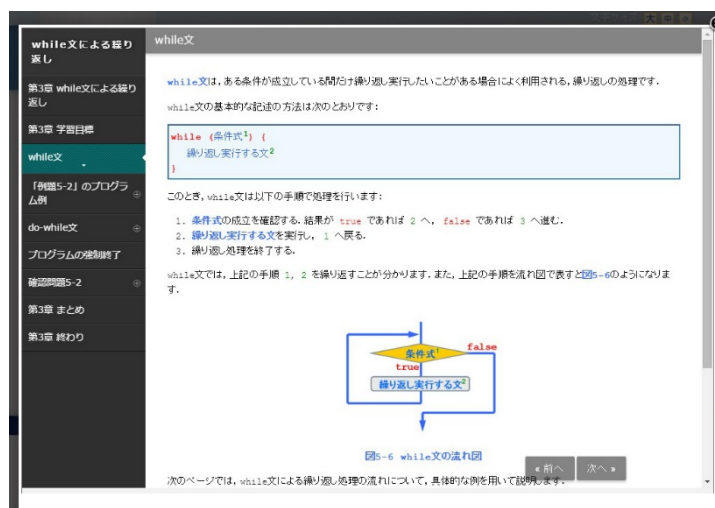 while文による繰り
返し
第3章 while文による繰り
返し
第3章 学習目標
while文
「例題5-2」のプログラ
ム例
do-while文
プログラムの強制終了
確認問題5-2
第3章 まとめ
第3章 終わり
while文
while文は，ある条件が成立している間だけ繰り返し実行したいことがある場合によく利用される，繰り返しの処理です．
while文の基本的な記述の方法は次のとおりです：
while (条件式1) {
繰り返し実行する文2
}
このとき，while文は以下の手順で処理を行います：
1. 条件式の成立を確認する．結果が true であれば 2 へ， false であれば 3 へ進む．
2. 繰り返し実行する文を実行し， 1 へ戻る．
3. 繰り返し処理を終了する．
while文では，上記の手順 1, 2 を繰り返すことが分かります．また，上記の手順を流れ図で表すと図5-6のようになりま
す．
条件式1
false
true
繰り返し実行する文2
図5-6 while文の流れ図
« 前へ
次へ »
次のページでは，while文による繰り返し処理の流れについて，具体的な例を用いて説明します．
大 中